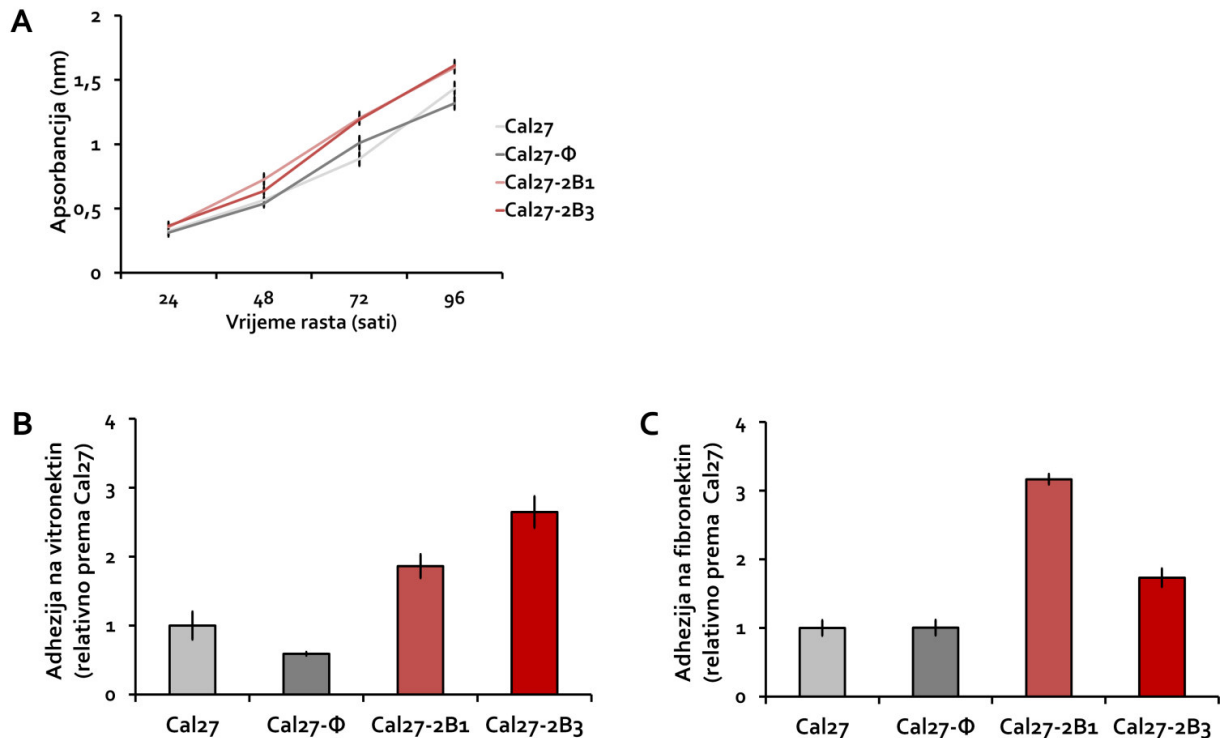 A
Apsorbancija (nm)
2
1,5
1
0,5
0
24 48 72 96
Vrijeme rasta (sati)
Cal27
Cal27-Φ
Cal27-2B1
Cal27-2B3
B
Adhezija na vitronektin
(relativno prema Cal27)
4
3
2
1
0
Cal27 Cal27-Φ Cal27-2B1 Cal27-2B3
C
Adhezija na fibronektin
(relativno prema Cal27)
4
3
2
1
0
Cal27 Cal27-Φ Cal27-2B1 Cal27-2B3